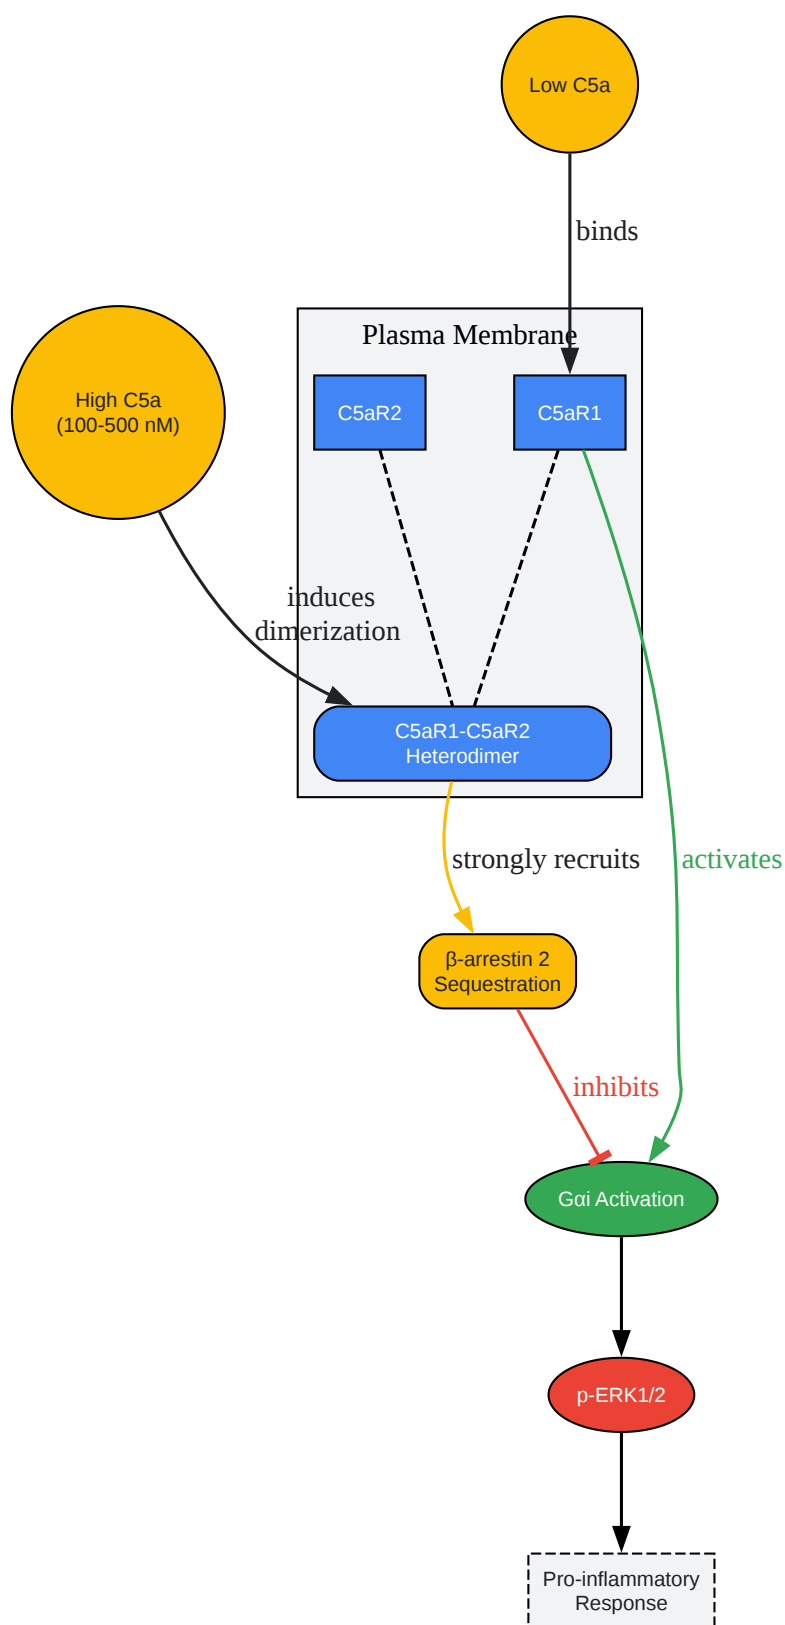 Low C5a
binds
Plasma Membrane
High C5a
(100-500 nM)
C5aR2
C5aR1
induces
dimerization
C5aR1-C5aR2
Heterodimer
strongly recruits
activates
β-arrestin 2
Sequestration
inhibits
Gαi Activation
p-ERK1/2
Pro-inflammatory
Response